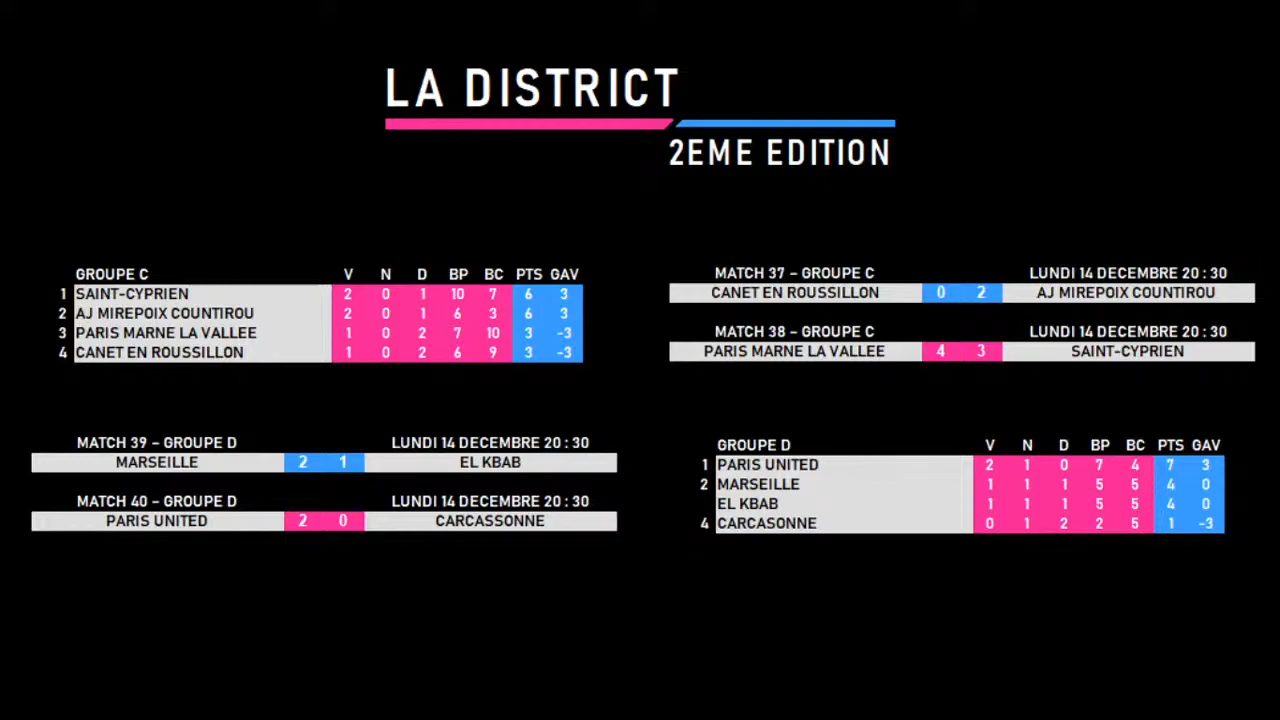 LA DISTRICT
2EME EDITION
GROUPE C V N D BP BC PTS GAV
1 SAINT-CYPRIEN 2 0 1 10 7 6 3
2 AJ MIREPOIX COUNTIROU 2 0 1 6 3 6 3
3 PARIS MARNE LA VALLEE 1 0 2 7 10 3 -3
4 CANET EN ROUSSILLON 1 0 2 6 9 3 -3
MATCH 37 – GROUPE C LUNDI 14 DECEMBRE 20 : 30
CANET EN ROUSSILLON 0 2 AJ MIREPOIX COUNTIROU
MATCH 38 – GROUPE C LUNDI 14 DECEMBRE 20 : 30
PARIS MARNE LA VALLEE 4 3 SAINT-CYPRIEN
MATCH 39 – GROUPE D LUNDI 14 DECEMBRE 20 : 30
MARSEILLE 2 1 EL KBAB
MATCH 40 – GROUPE D LUNDI 14 DECEMBRE 20 : 30
PARIS UNITED 2 0 CARCASSONNE
GROUPE D V N D BP BC PTS GAV
1 PARIS UNITED 2 1 0 7 4 7 3
2 MARSEILLE 1 1 1 5 5 4 0
EL KBAB 1 1 1 5 5 4 0
4 CARCASONNE 0 1 2 2 5 1 -3